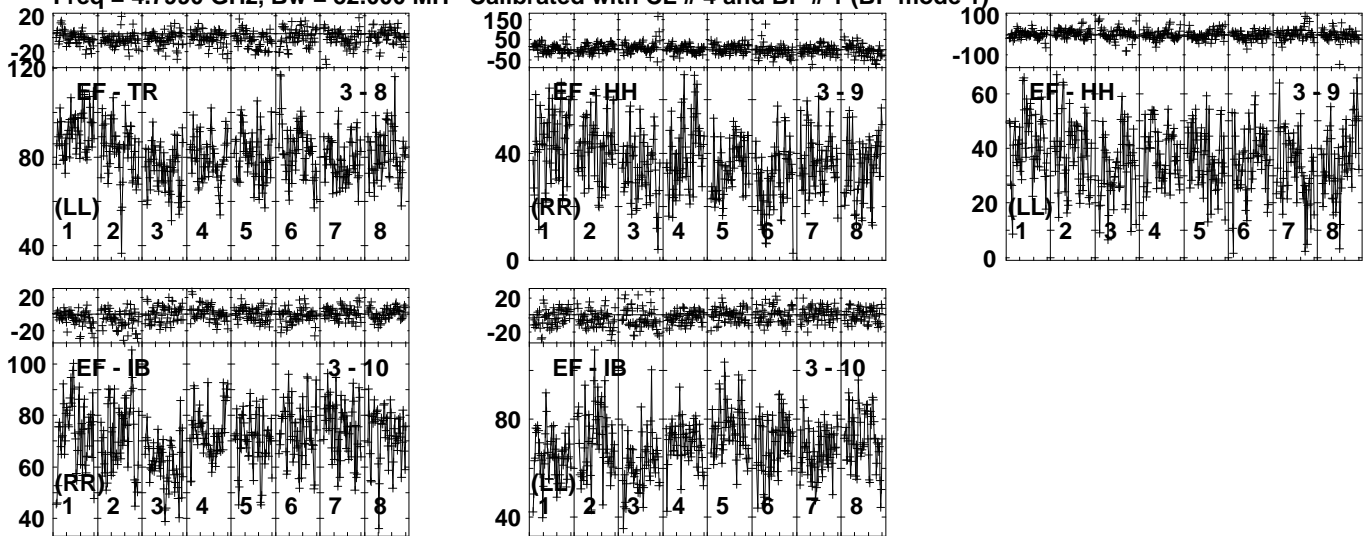 Freq = GHz, Bw = MH Calibrated with CL # 4 and BP # 1 (BP mode 1)
20
-20
120
80
40
EF - TR 3 - 8
(LL)
1 2 3 4 5 6 7 8
150
50
-50
40
0
EF - HH 3 - 9
(RR)
1 2 3 4 5 6 7 8
100
-100
60
40
20
0
EF - HH 3 - 9
(LL)
1 2 3 4 5 6 7 8
20
-20
100
80
60
40
EF - IB 3 - 10
(RR)
1 2 3 4 5 6 7 8
20
-20
80
40
EF - IB 3 - 10
(LL)
1 2 3 4 5 6 7 8